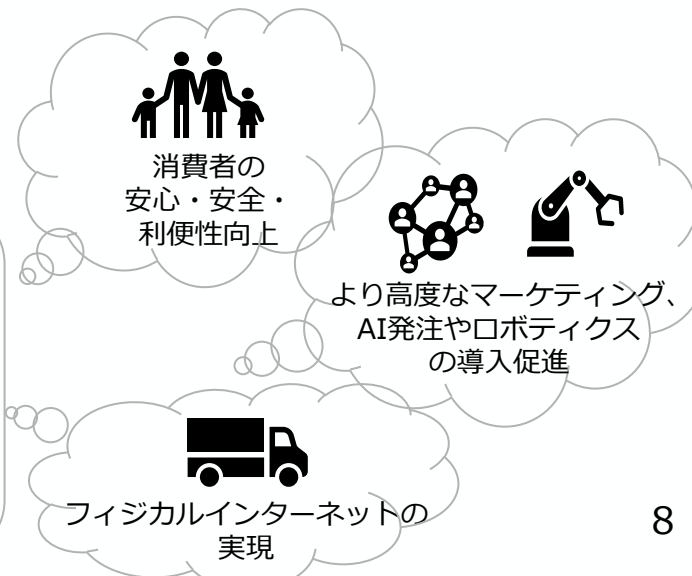 消費者の
安心・安全・
利便性向上
より高度なマーケティング、
AI発注やロボティクス
の導入促進
フィジカルインターネットの
実現
8